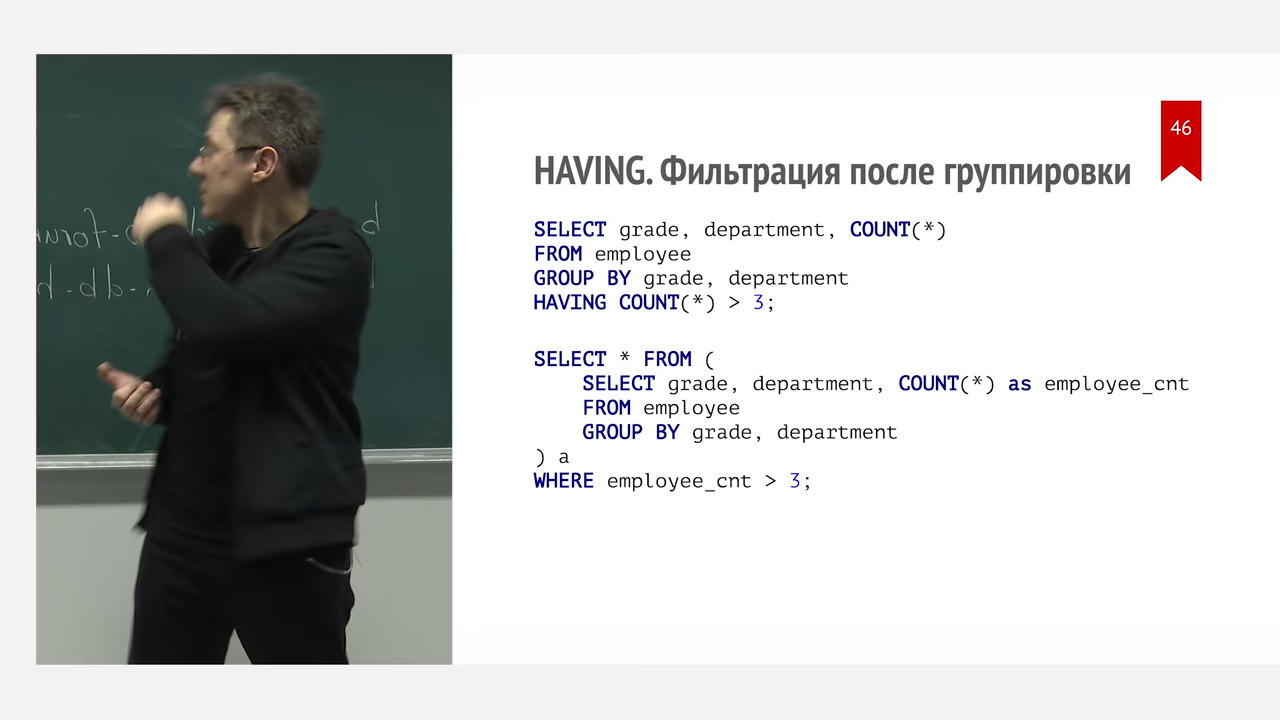 46
HAVING. Фильтрация после группировки
SELECT grade, department, COUNT(*)
FROM employee
GROUP BY grade, department
HAVING COUNT(*) > 3;
SELECT * FROM (
SELECT grade, department, COUNT(*) as employee_cnt
FROM employee
GROUP BY grade, department
) a
WHERE employee_cnt > 3;